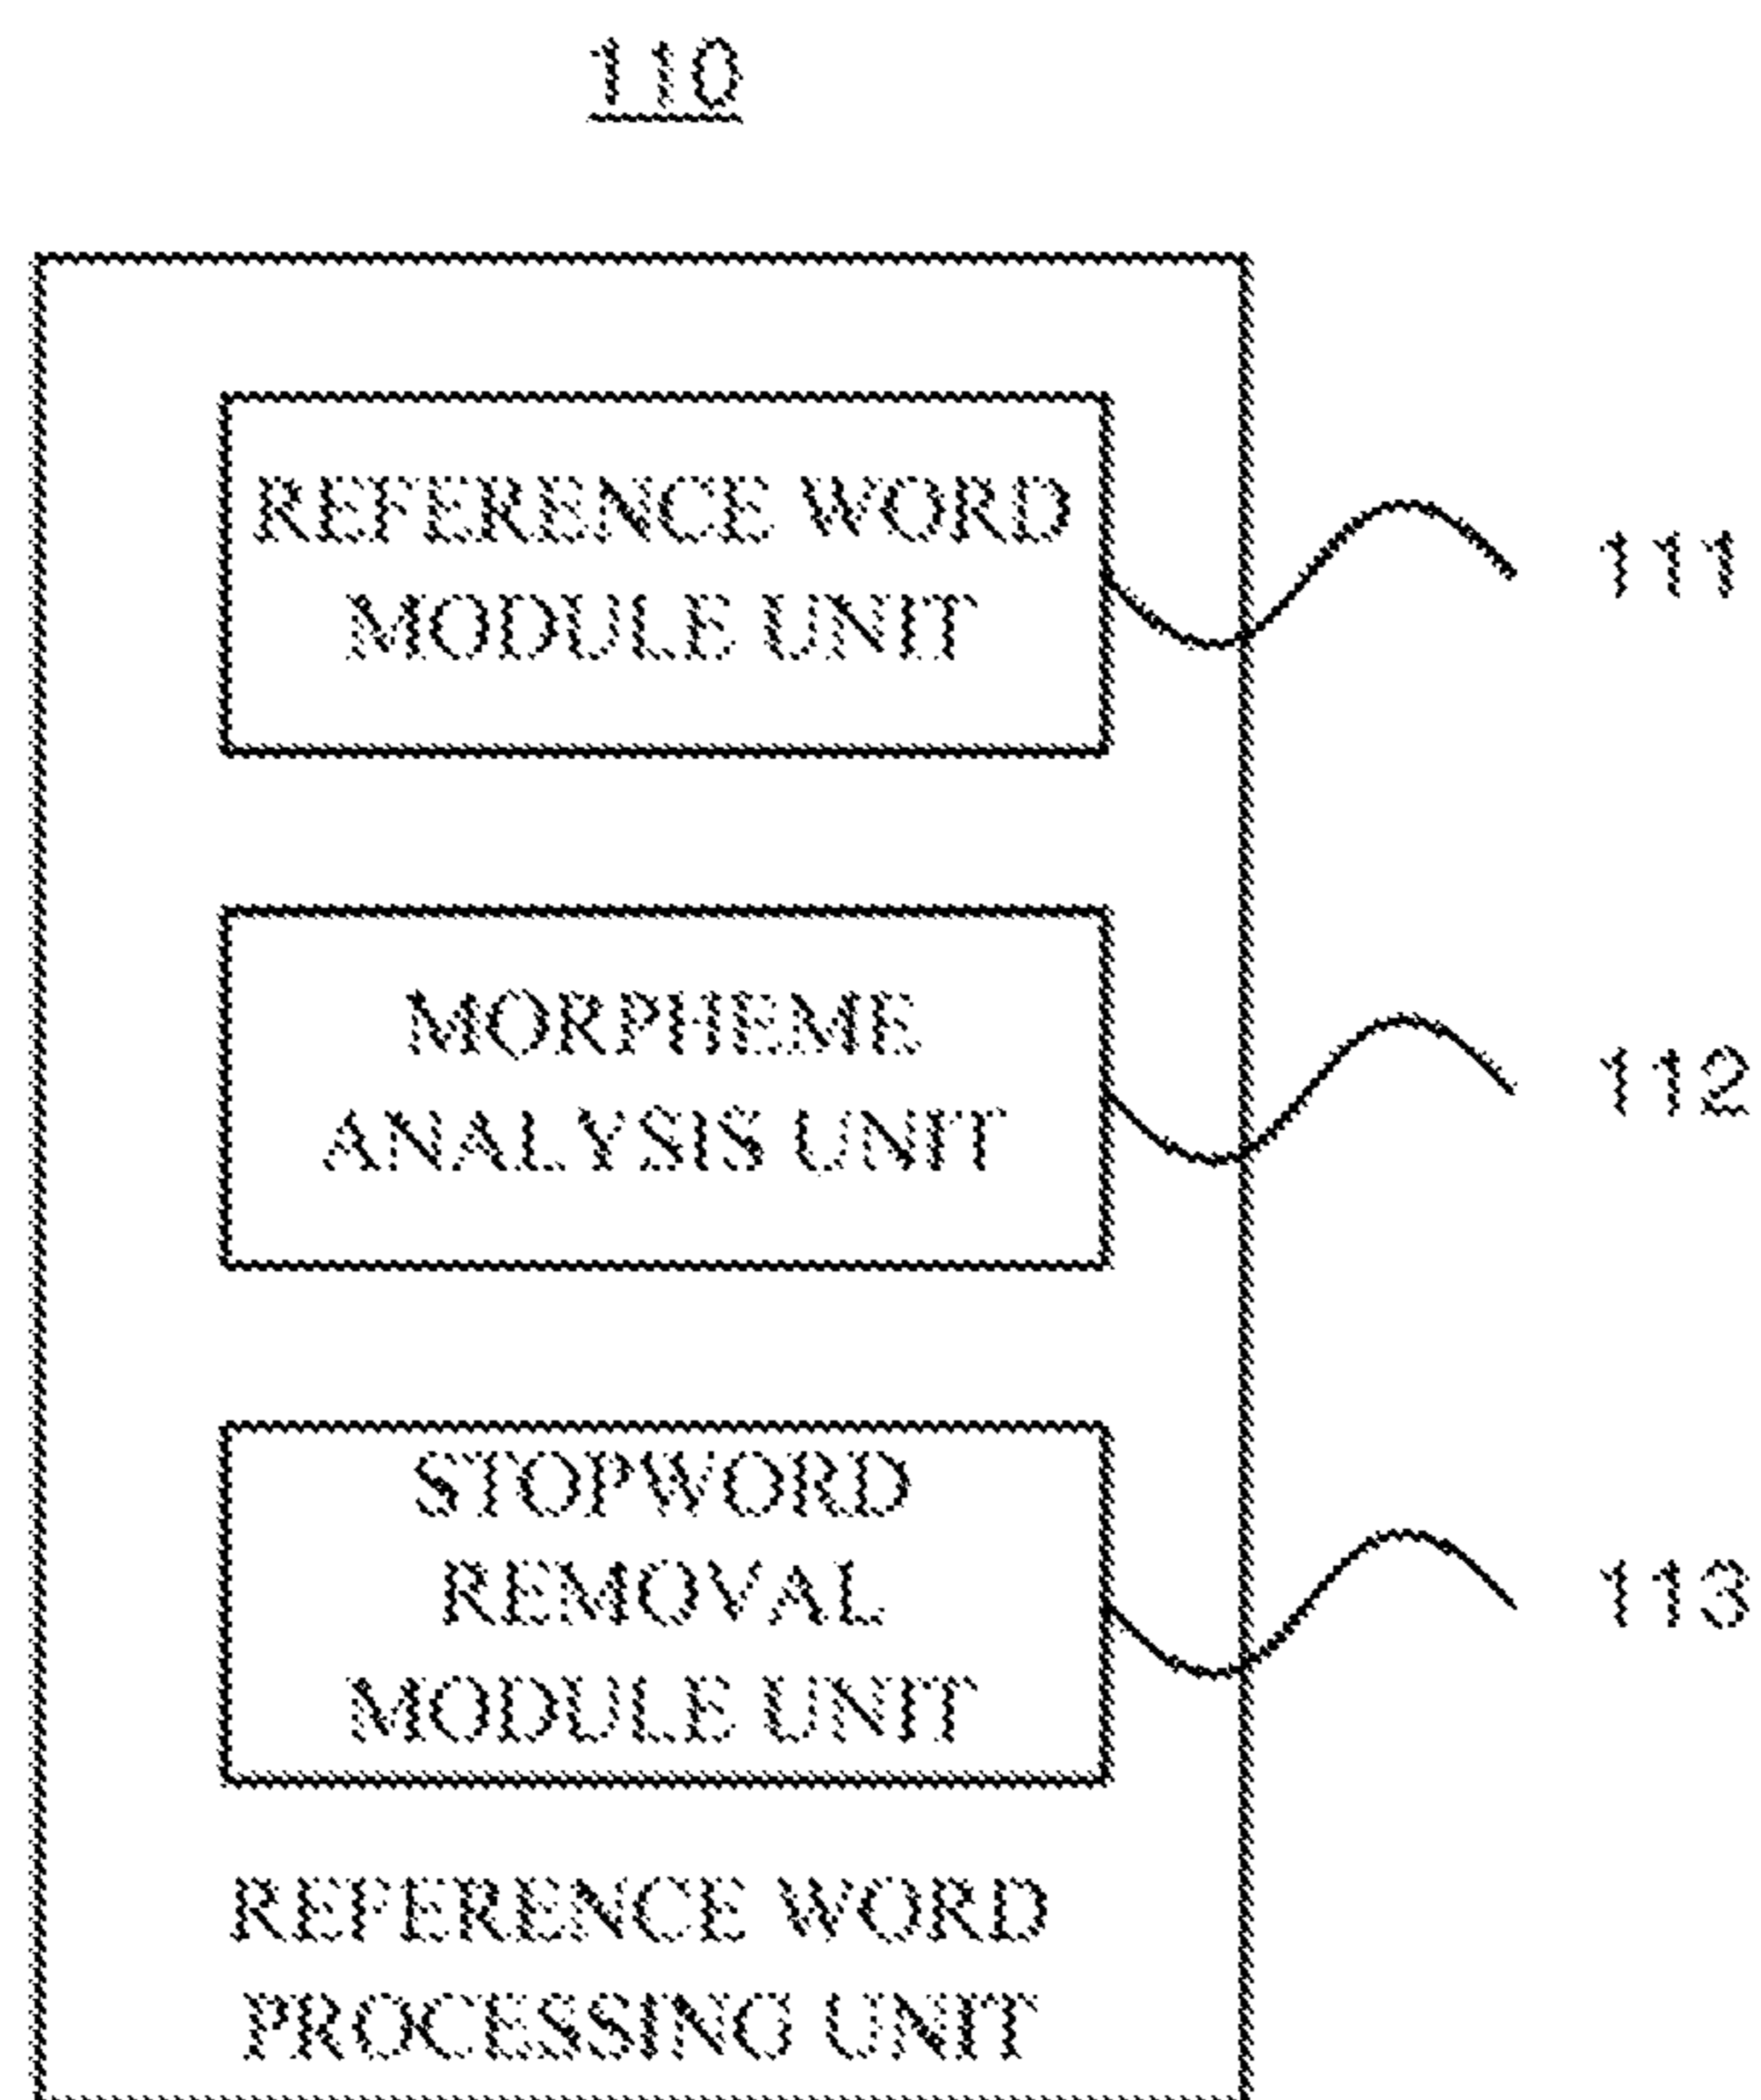 110
REFERENCE WORD
MODULE UNIT
111
MORPHEME
ANALYSIS UNIT
112
STOPWORD
REMOVAL
MODULE UNIT
113
REFERENCE WORD
PROCESSING UNIT